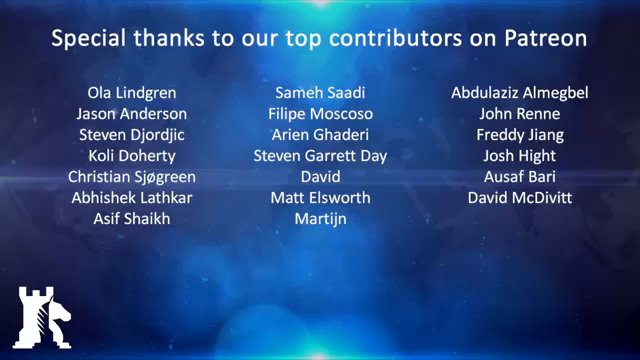 Special thanks to our top contributors on Patreon
Ola Lindgren
Jason Anderson
Steven Djordjic
Koli Doherty
Christian Sjøgreen
Abhishek Lathkar
Asif Shaikh
Sameh Saadi
Filipe Moscoso
Arien Ghaderi
Steven Garrett Day
David
Matt Elsworth
Martijn
Abdulaziz Almegbel
John Renne
Freddy Jiang
Josh Hight
Ausaf Bari
David McDivitt